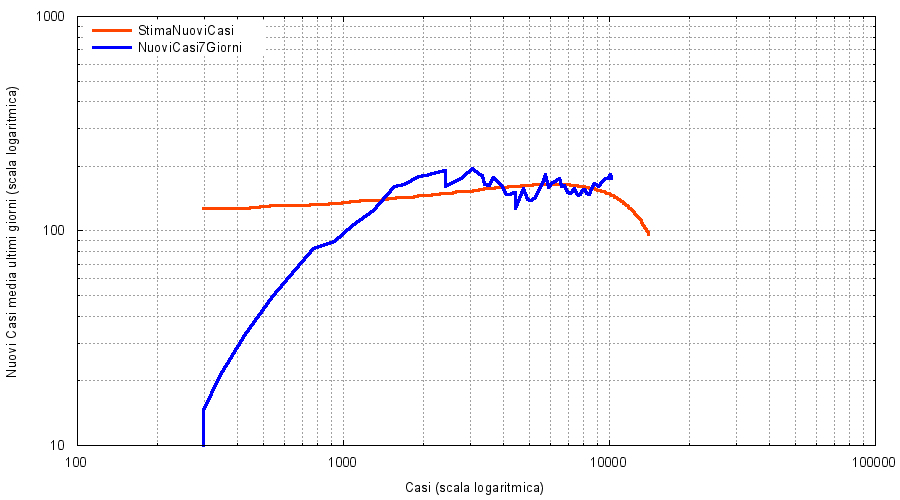 1000
StimaNuoviCasi
NuoviCasi7Giorni
Nuovi Casi media ultimi giorni (scala logaritmica)
100
10
100
1000
10000
100000
Casi (scala logaritmica)